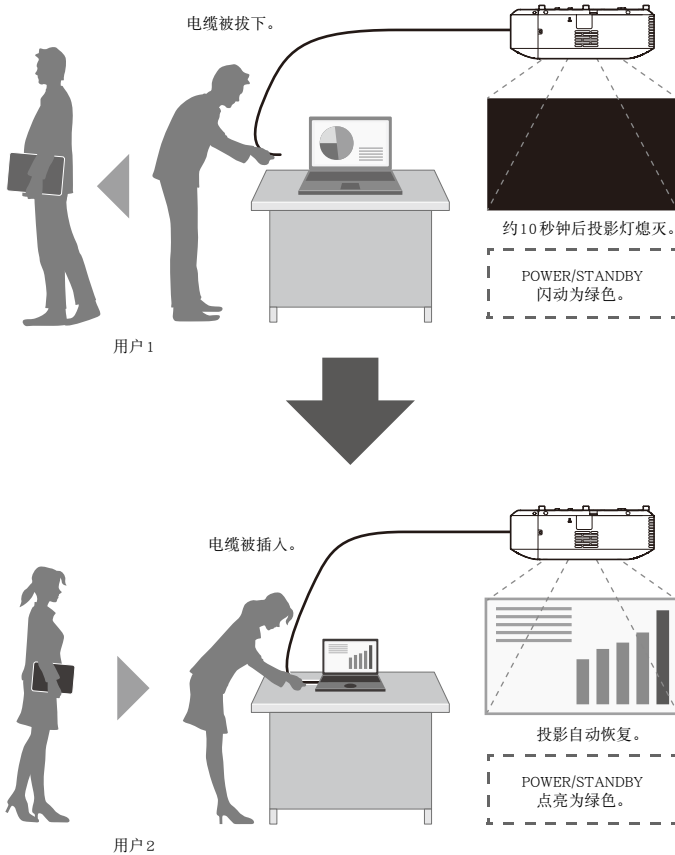 电缆被拔下。
约10秒钟后投影灯熄灭。
POWER/STANDBY
闪动为绿色。
用户1
电缆被插入。
投影自动恢复。
POWER/STANDBY
点亮为绿色。
用户2